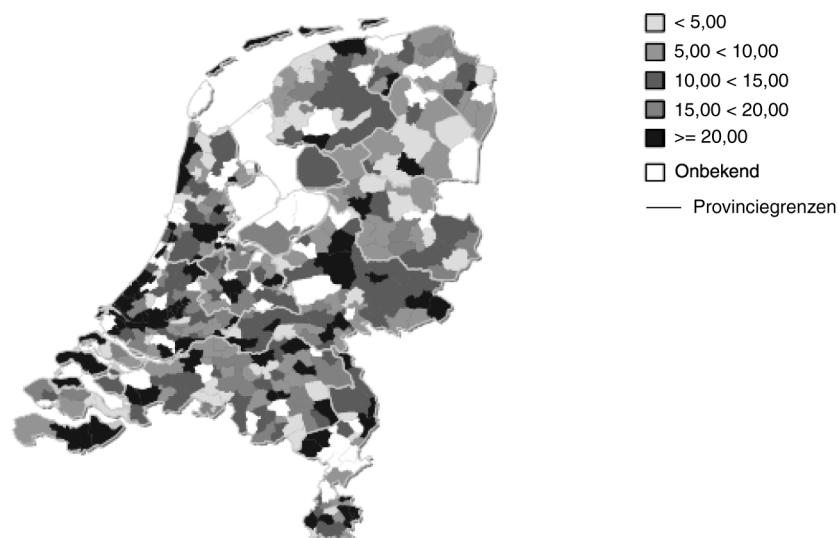 < 5,00
5,00 < 10,00
10,00 < 15,00
15,00 < 20,00
>= 20,00
Onbekend
Provinciegrenzen